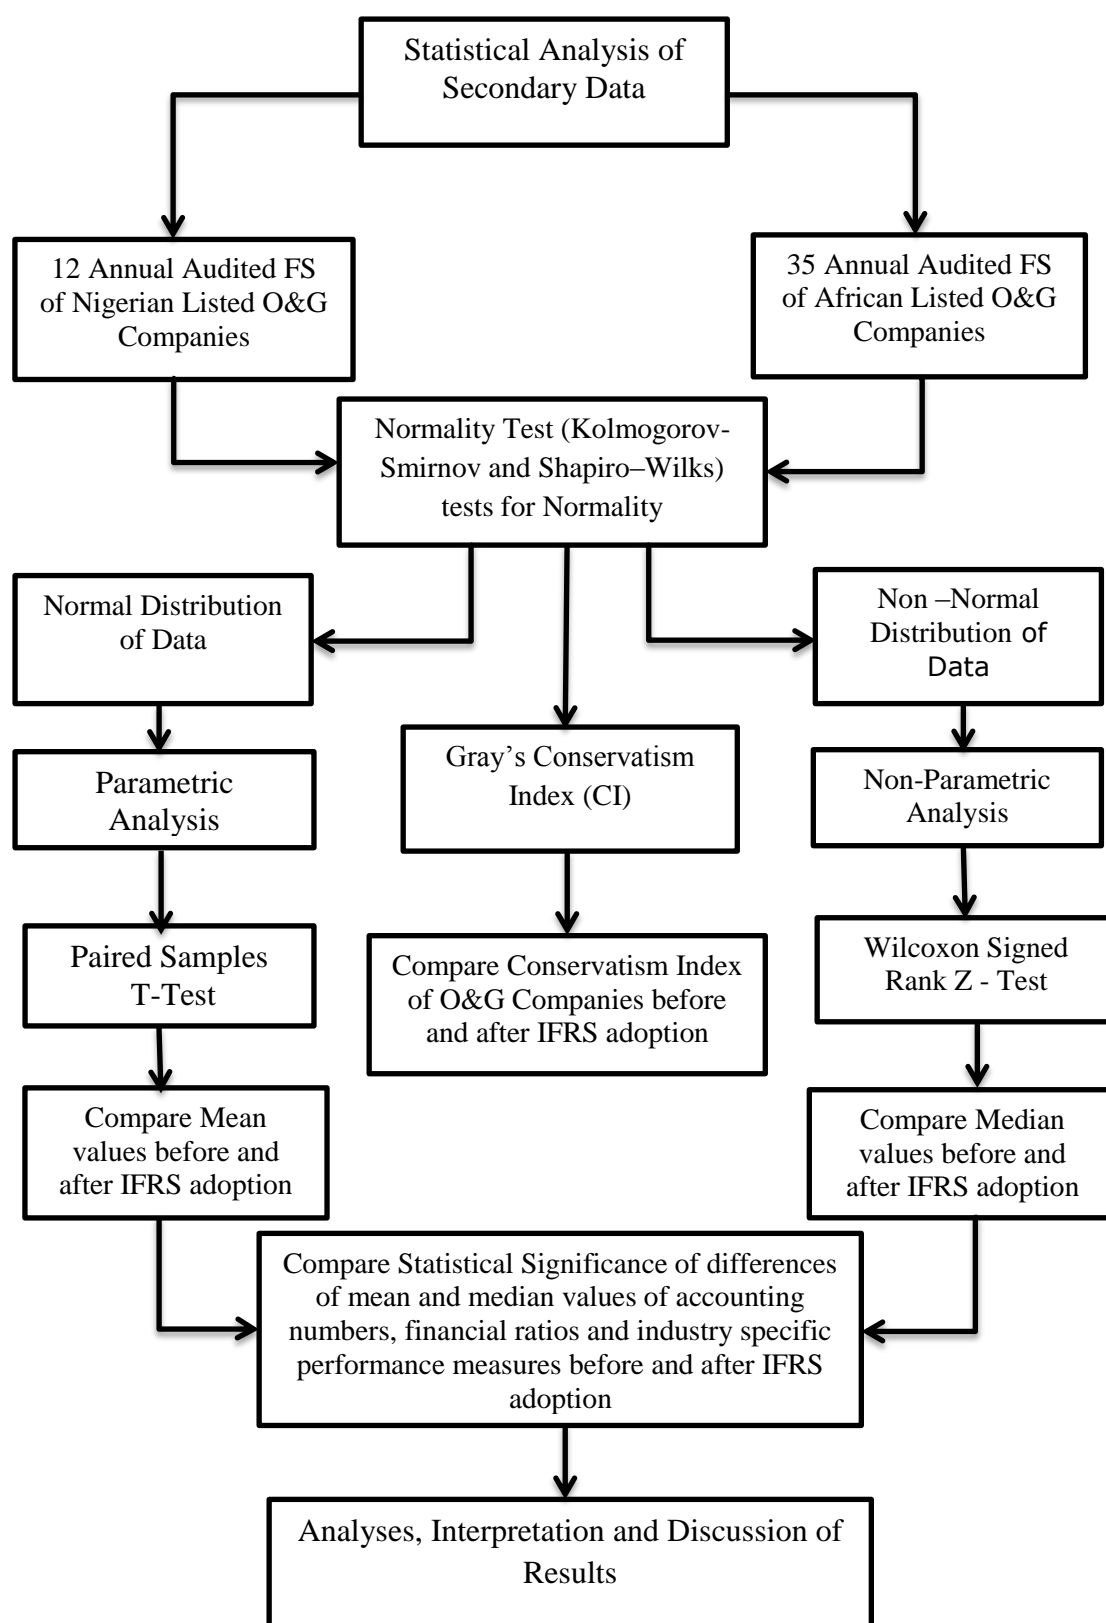 Statistical Analysis of
Secondary Data
12 Annual Audited FS
of Nigerian Listed O&G
Companies
35 Annual Audited FS
of African Listed O&G
Companies
Normality Test (Kolmogorov-
Smirnov and Shapiro–Wilks)
tests for Normality
Normal Distribution
of Data
Non –Normal
Distribution of
Data
Parametric
Analysis
Gray’s Conservatism
Index (CI)
Non-Parametric
Analysis
Paired Samples
T-Test
Compare Conservatism Index
of O&G Companies before
and after IFRS adoption
Wilcoxon Signed
Rank Z - Test
Compare Mean
values before and
after IFRS adoption
Compare Median
values before and
after IFRS adoption
Compare Statistical Significance of differences
of mean and median values of accounting
numbers, financial ratios and industry specific
performance measures before and after IFRS
adoption
Analyses, Interpretation and Discussion of
Results